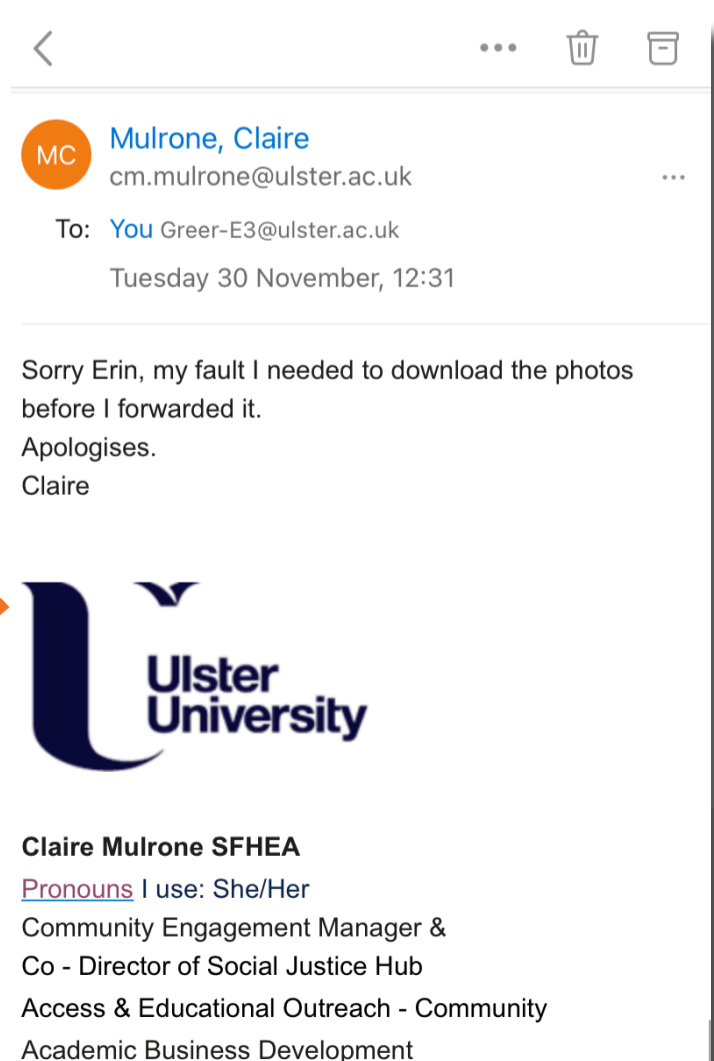 MC
Mulrone, Claire
cm.mulrone@ulster.ac.uk
To: You Greer-E3@ulster.ac.uk
Tuesday 30 November, 12:31
Sorry Erin, my fault I needed to download the photos
before I forwarded it.
Apologises.
Claire
Ulster
University
Claire Mulrone SFHEA
Pronouns I use: She/Her
Community Engagement Manager &
Co - Director of Social Justice Hub
Access & Educational Outreach - Community
Academic Business Development